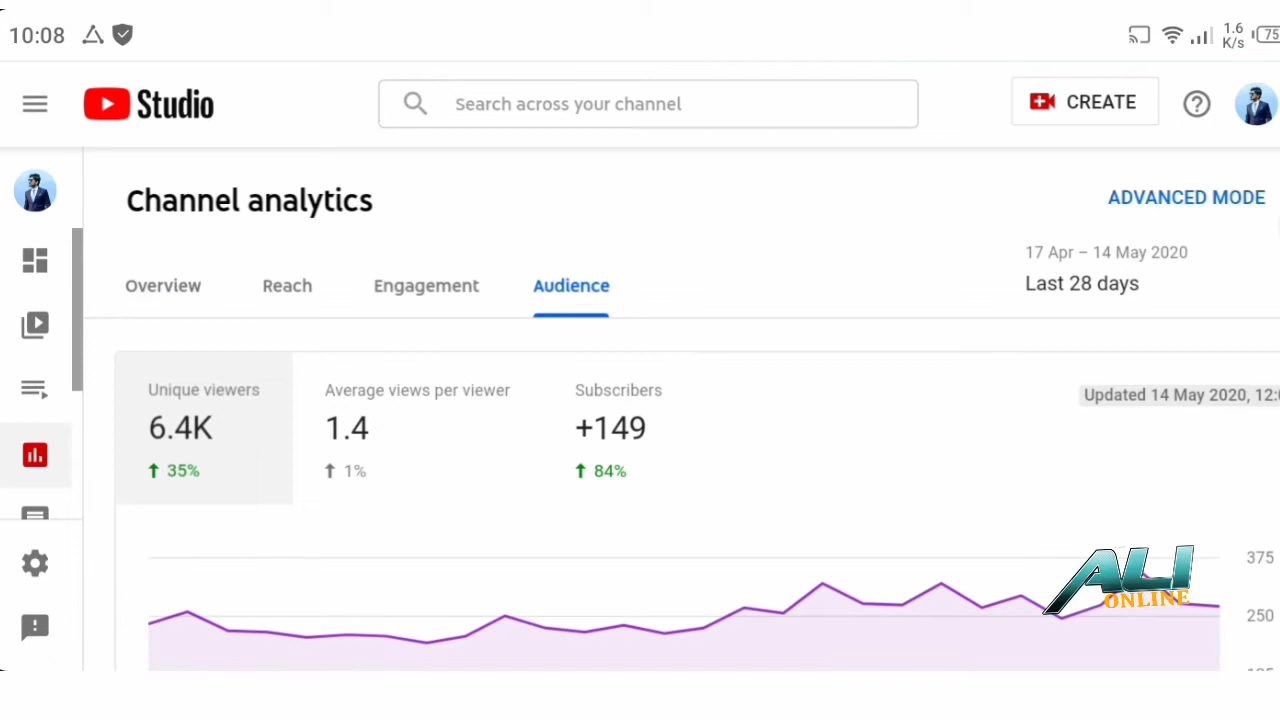 10:08
1.6
K/s
75
Studio
Search across your channel
CREATE
Channel analytics
ADVANCED MODE
17 Apr – 14 May 2020
Last 28 days
Overview
Reach
Engagement
Audience
Unique viewers
6.4K
35%
Average views per viewer
1.4
1%
Subscribers
+149
84%
Updated 14 May 2020, 12:
375
250
ALI
ONLINE